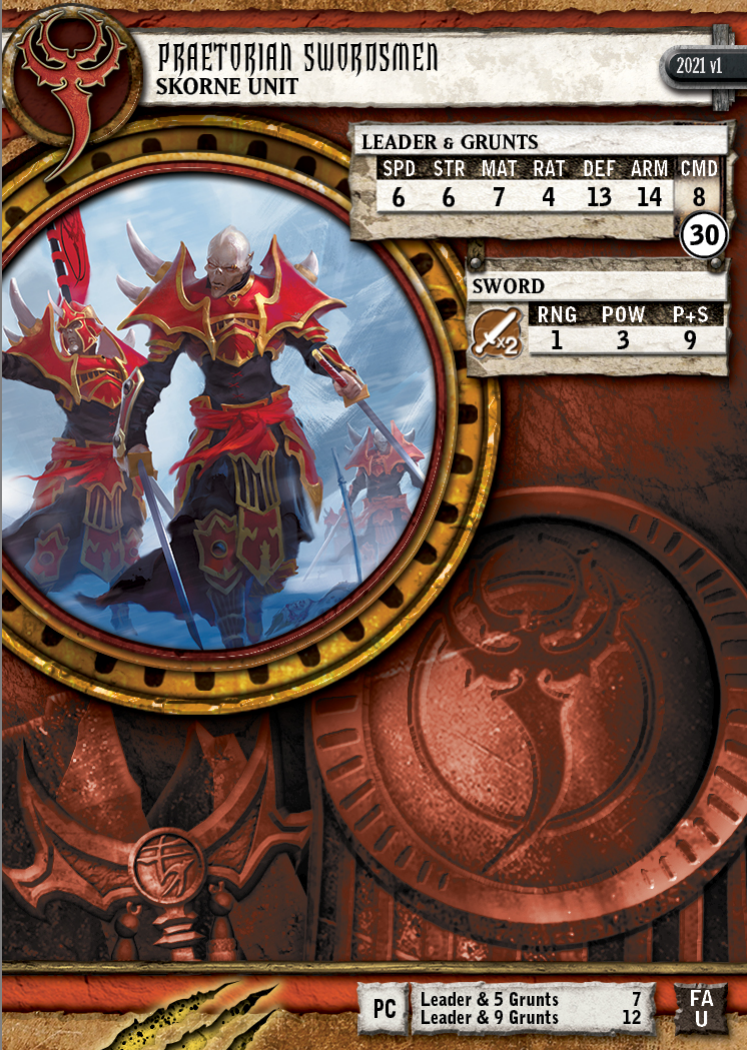 PRAETORIAN SWORDSMEN
SKORNE UNIT
2021 v1
LEADER & GRUNTS
SPD STR MAT RAT DEF ARM CMD
6 6 7 4 13 14 8
30
SWORD
RNG POW P+S
x2 1 3 9
PC
Leader & 5 Grunts 7
Leader & 9 Grunts 12
FA
U